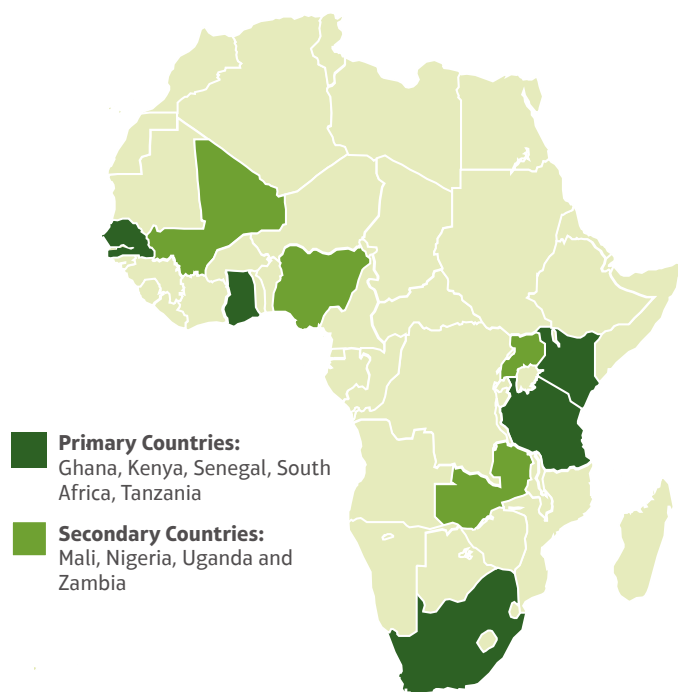 Primary Countries:
Ghana, Kenya, Senegal, South
Africa, Tanzania
Secondary Countries:
Mali, Nigeria, Uganda and
Zambia